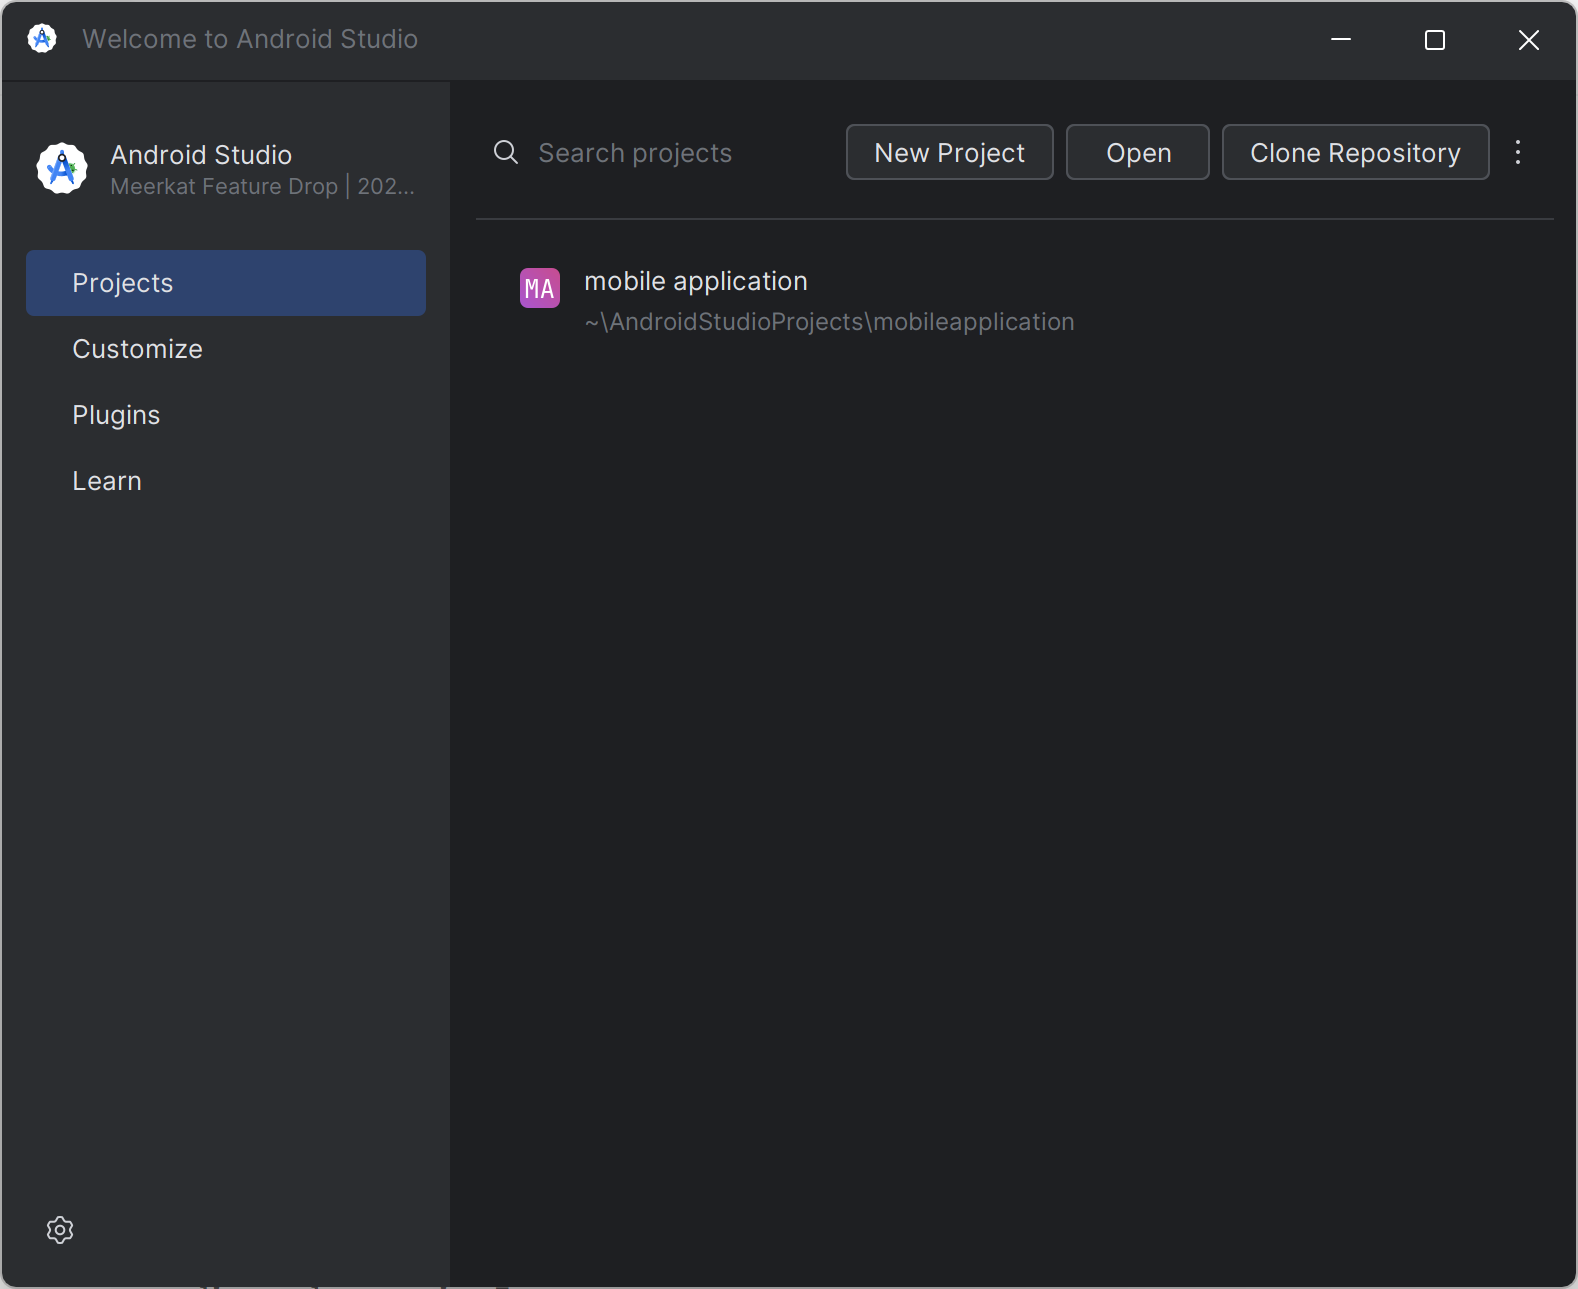 Welcome to Android Studio
Android Studio
Meerkat Feature Drop | 202...
Search projects
New Project
Open
Clone Repository
Projects
Customize
Plugins
Learn
MA
mobile application
~\AndroidStudioProjects\mobileapplication